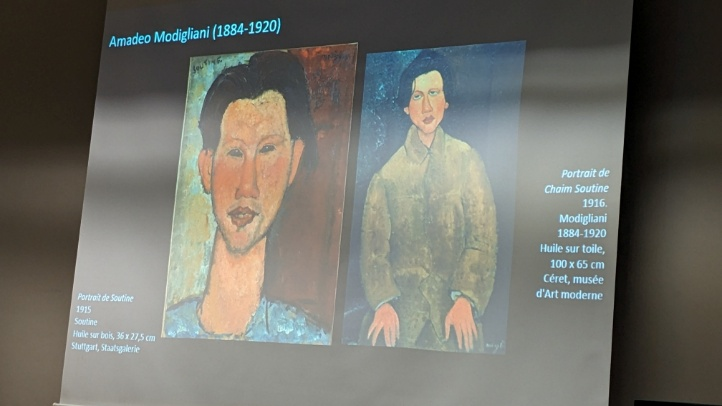 Amadeo Modigliani (1884-1920)
Soutine
Portrait de Soutine
1915
Soutine
Huile sur bois, 36 x 27,5 cm
Stuttgart, Staatsgalerie
Portrait de
Chaim Soutine
1916.
Modigliani
1884-1920
Huile sur toile,
100 x 65 cm
Céret, musée
d'Art moderne